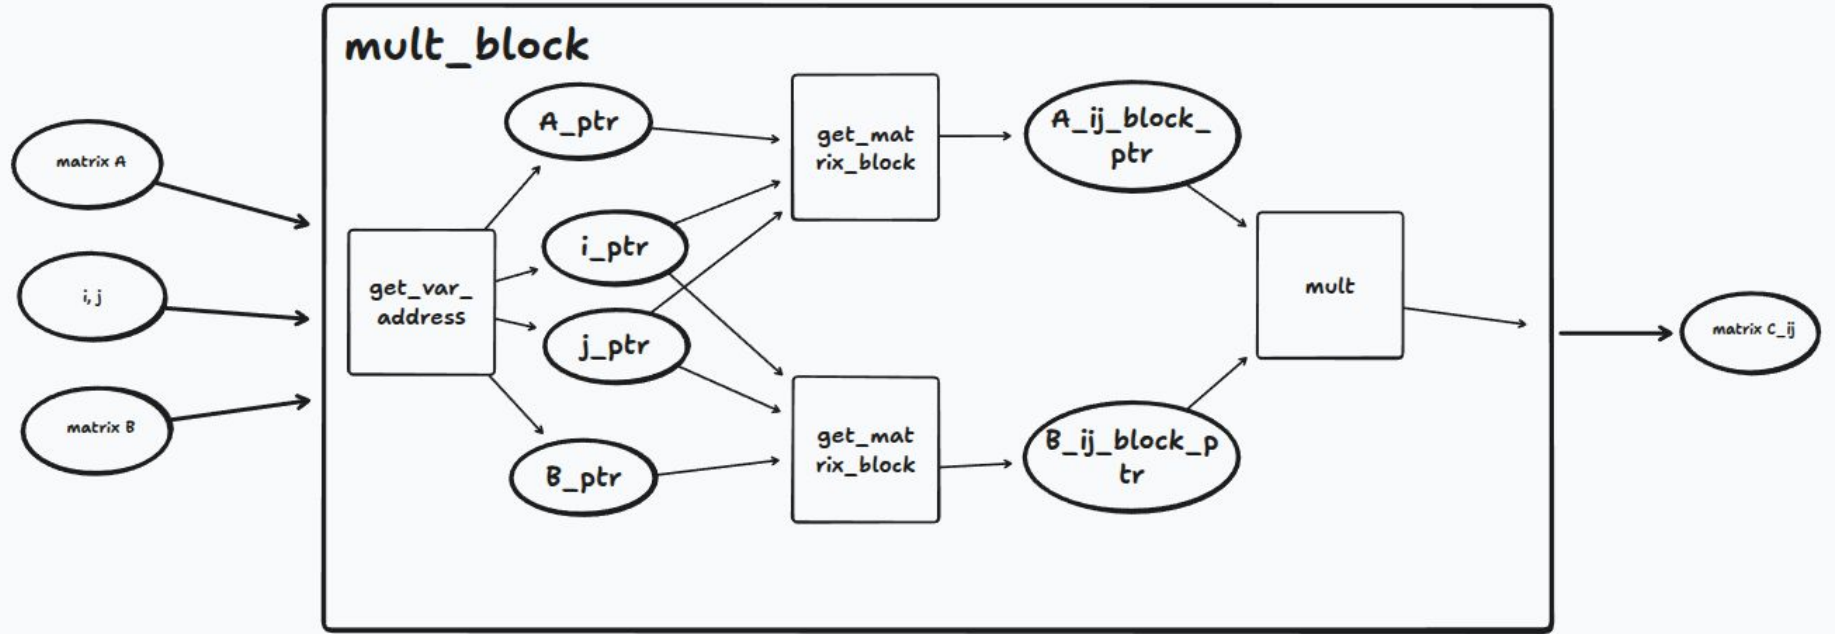 mult_block
matrix A
i, j
matrix B
get_var_
address
A_ptr
i_ptr
j_ptr
B_ptr
get_mat
rix_block
get_mat
rix_block
A_ij_block_
ptr
B_ij_block_p
tr
mult
matrix C_ij